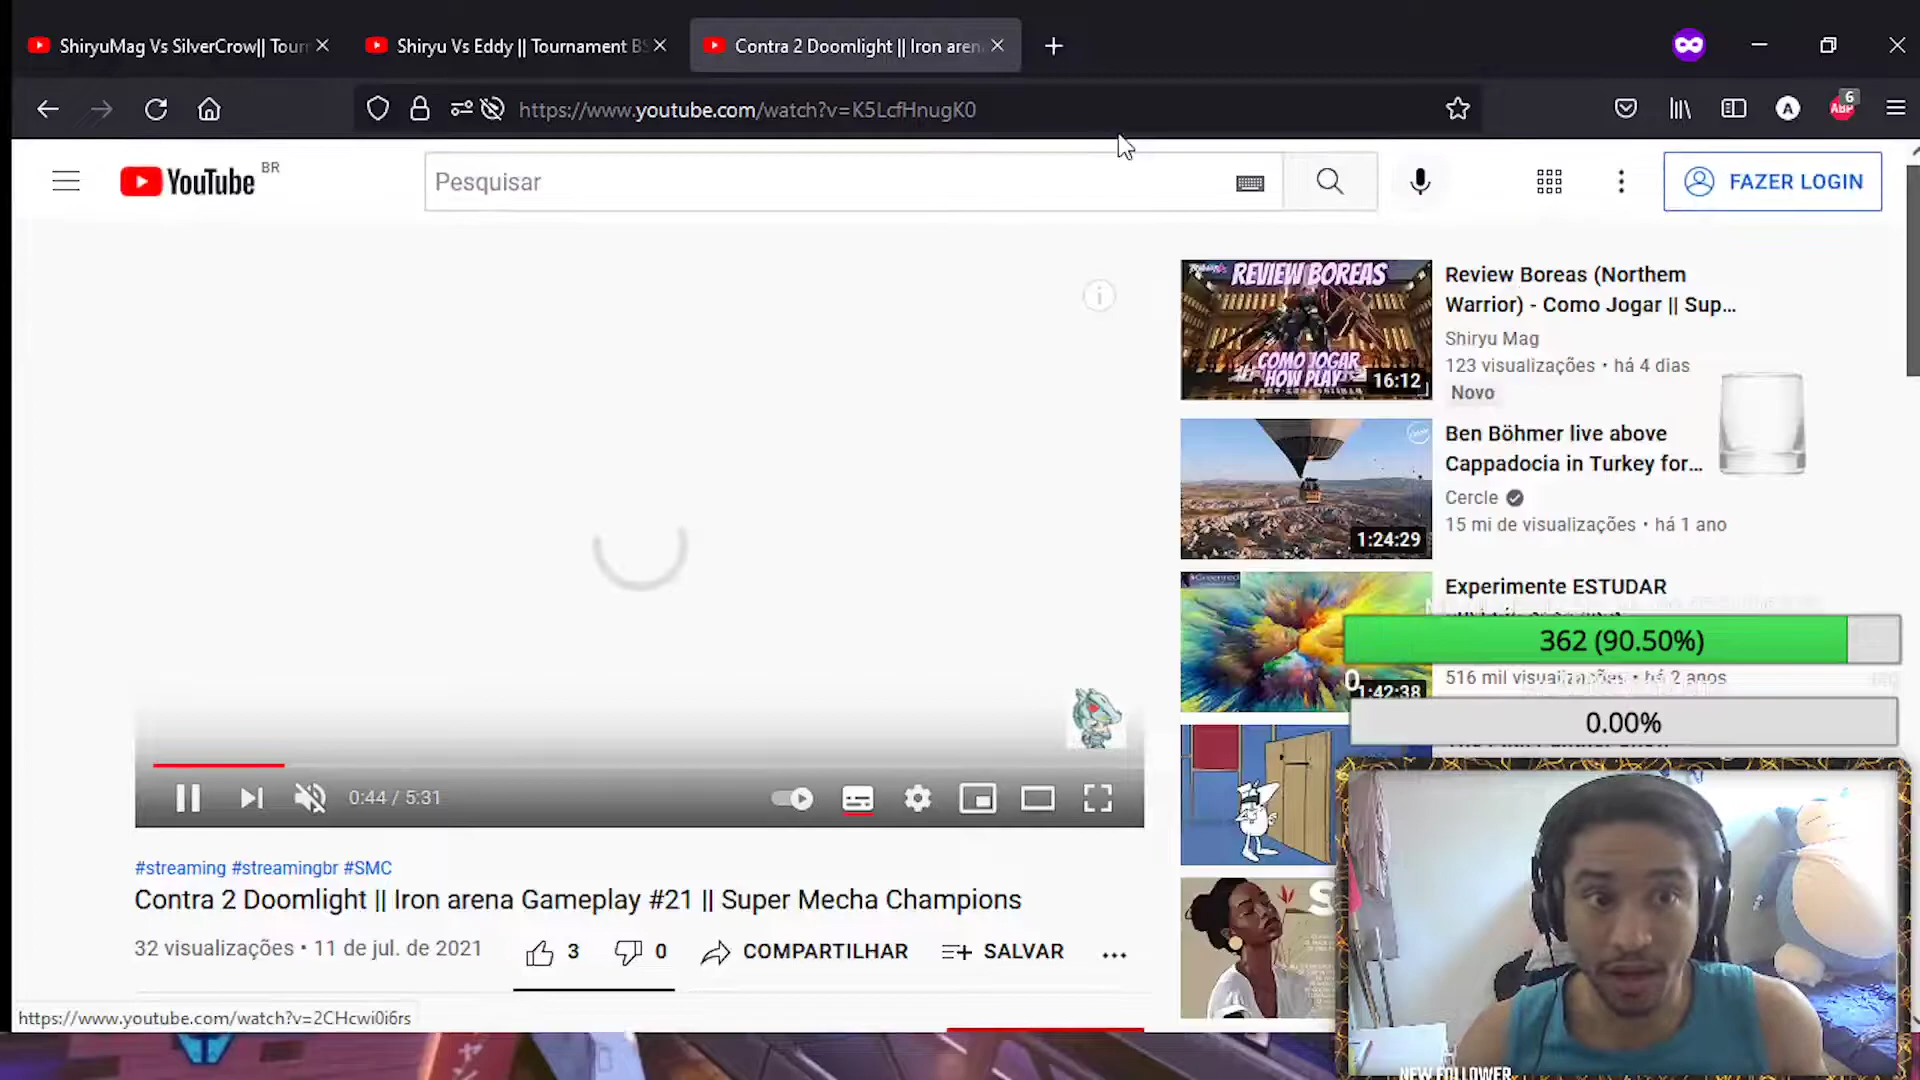 ShiryuMag Vs SilverCrow|| Tourn
Shiryu Vs Eddy || Tournament BS
Contra 2 Doomlight || Iron aren
https://www.youtube.com/watch?v=K5LcfHnugK0
A
ABP
6
YouTube BR
Pesquisar
FAZER LOGIN
REVIEW BOREAS
COMO JOGAR
HOW PLAY
16:12
Review Boreas (Northem
Warrior) - Como Jogar || Sup...
Shiryu Mag
123 visualizações • há 4 dias
Novo
1:24:29
Ben Böhmer live above
Cappadocia in Turkey for...
Cercle
15 mi de visualizações • há 1 ano
Experimente ESTUDAR
362 (90.50%)
516 mil visualizações • há 2 anos
0
1:42:38
0.00%
0:44 / 5:31
#streaming #streamingbr #SMC
Contra 2 Doomlight || Iron arena Gameplay #21 || Super Mecha Champions
32 visualizações • 11 de jul. de 2021
3
0
COMPARTILHAR
SALVAR
https://www.youtube.com/watch?v=2CHcwi0i6rs
NEW FOLLOWER